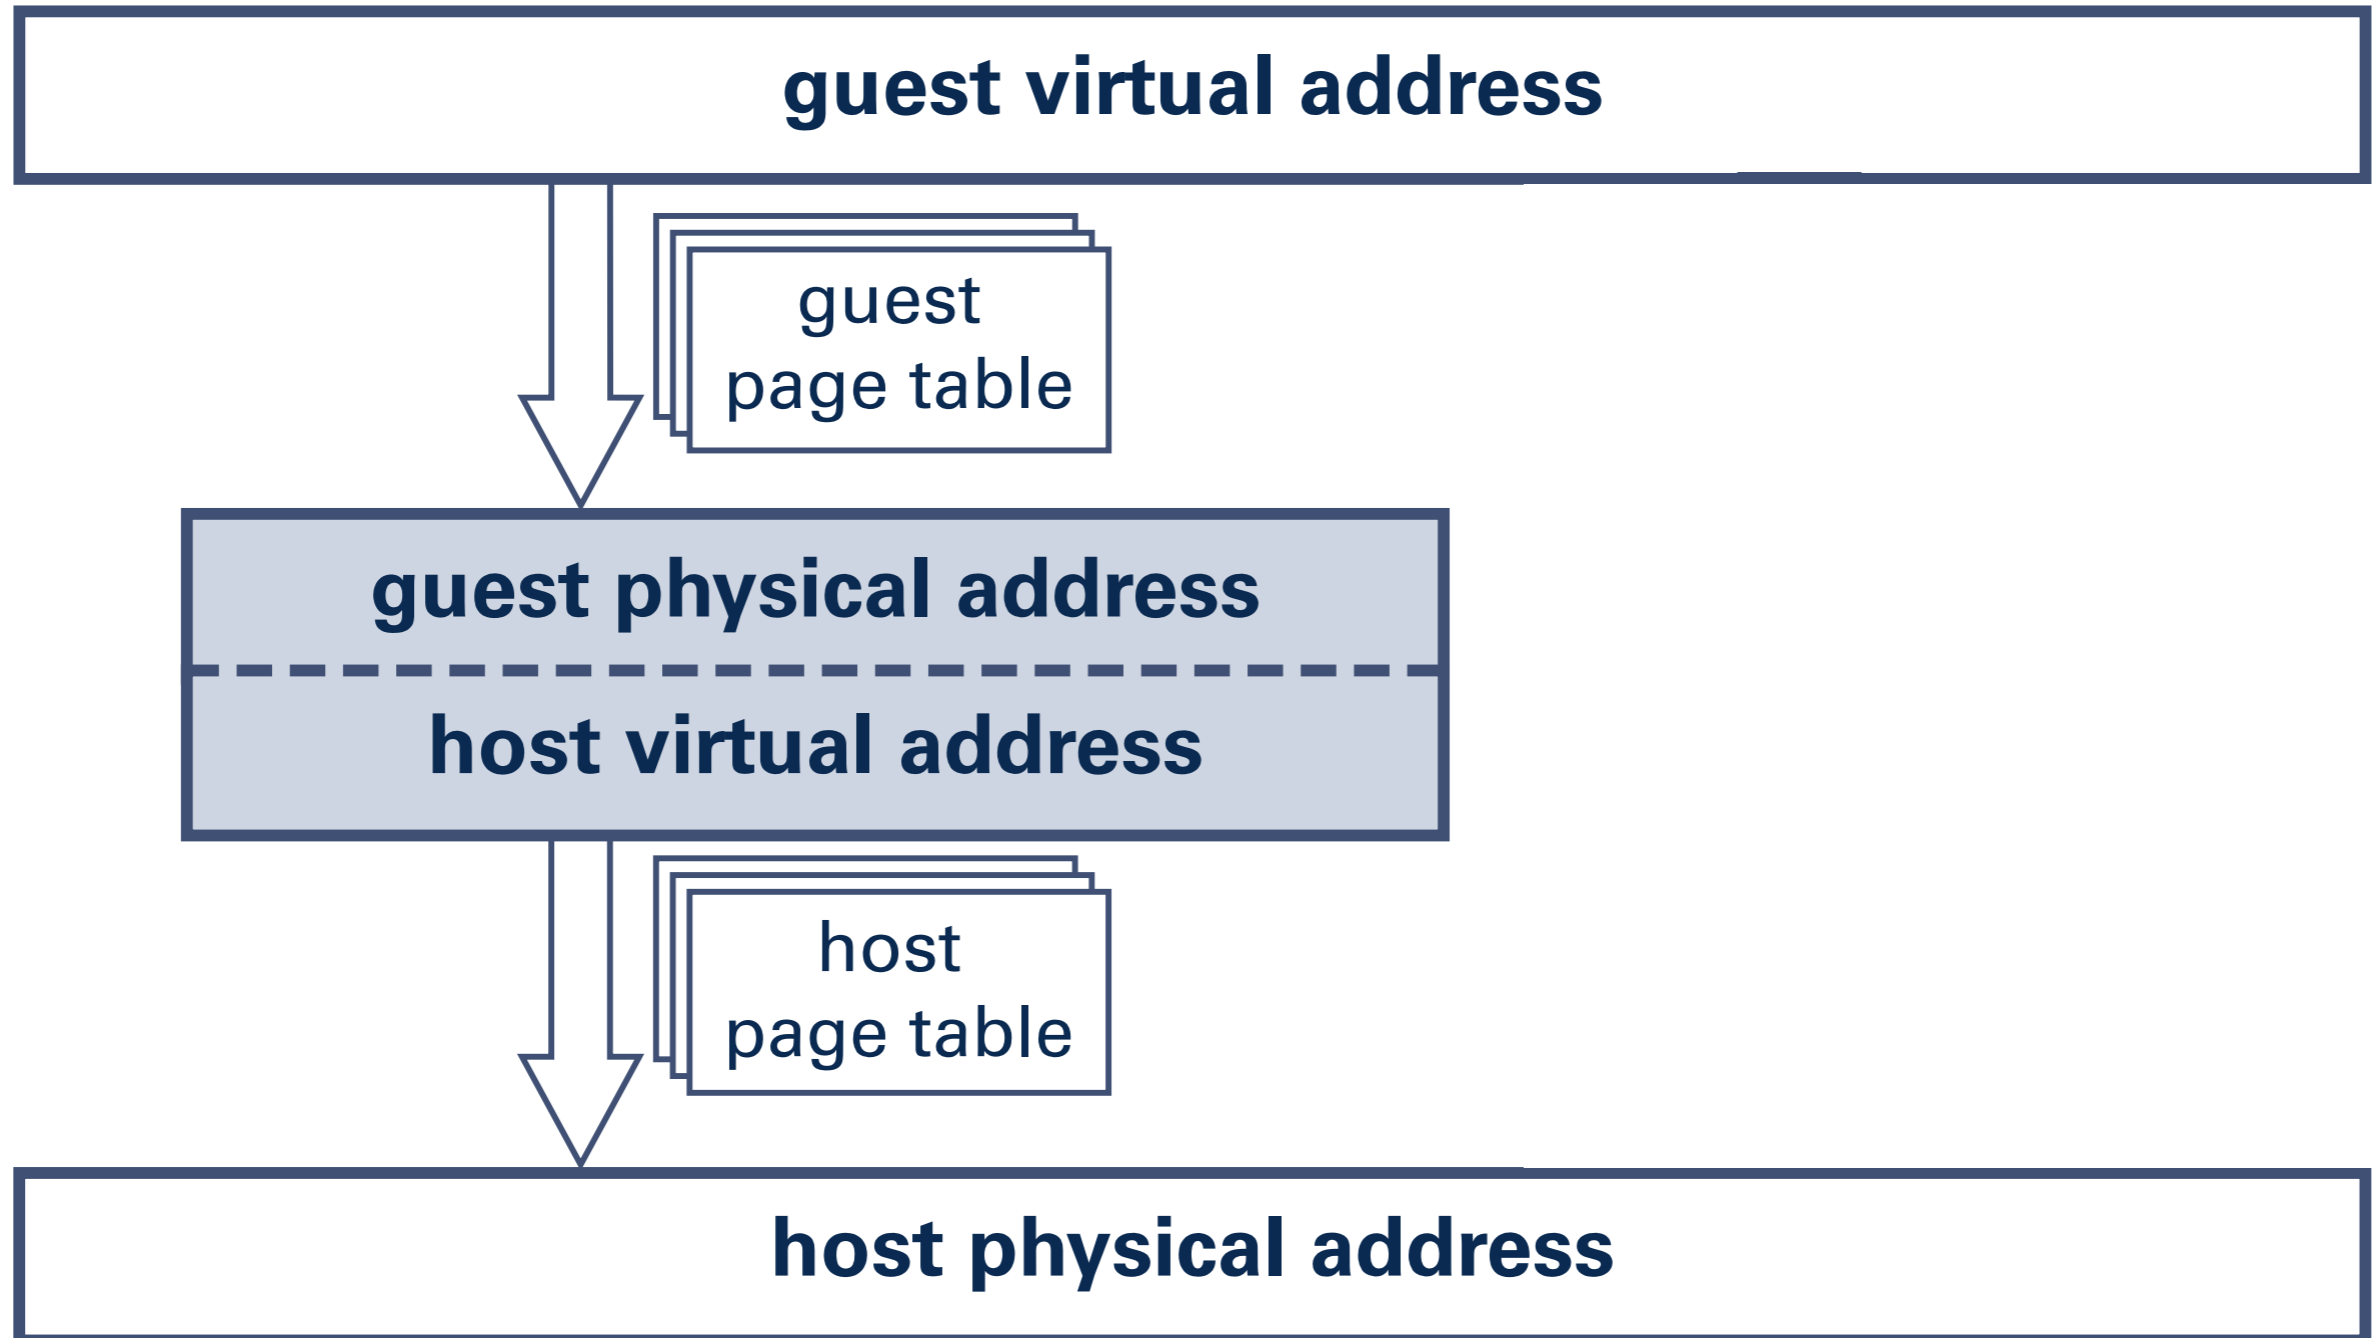 guest virtual address
guest
page table
guest physical address
host virtual address
host
page table
host physical address